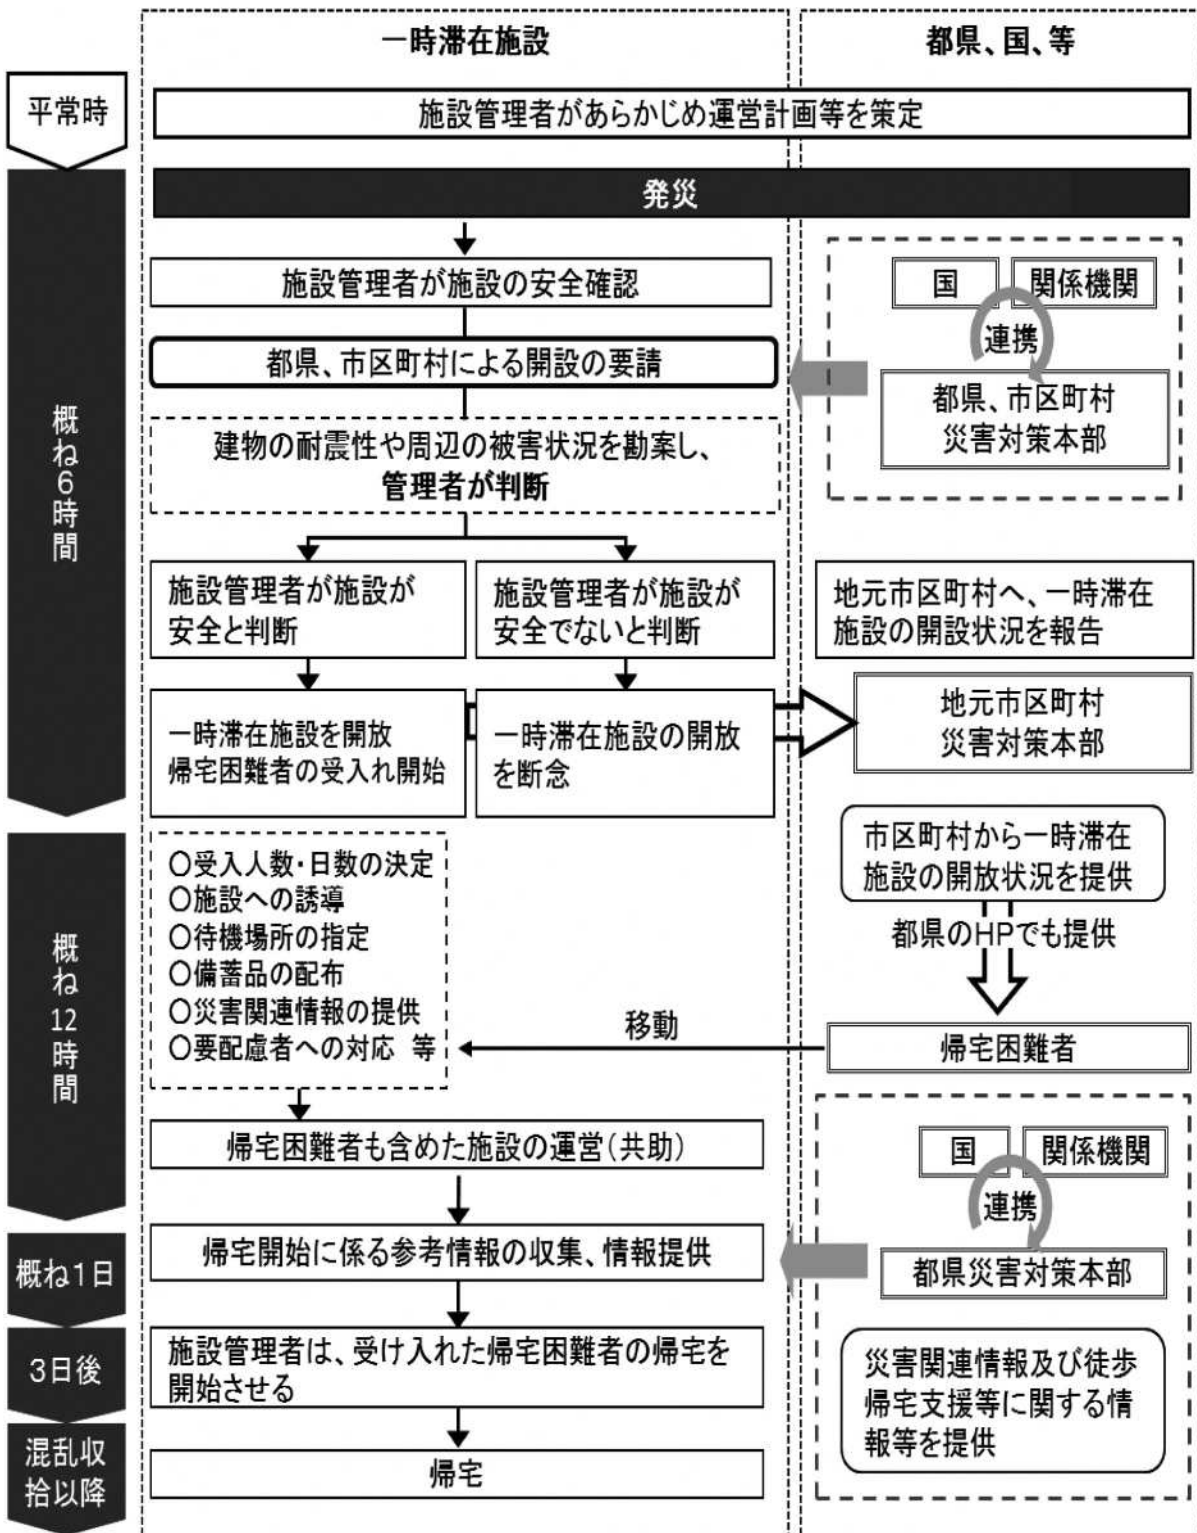 一時滞在施設
都県、国、等
平常時
施設管理者があらかじめ運営計画等を策定
発災
概ね6時間
施設管理者が施設の安全確認
都県、市区町村による開設の要請
建物の耐震性や周辺の被害状況を勘案し、
管理者が判断
国
関係機関
連携
都県、市区町村
災害対策本部
施設管理者が施設が
安全と判断
施設管理者が施設が
安全でないと判断
地元市区町村へ、一時滞在
施設の開設状況を報告
一時滞在施設を開放
帰宅困難者の受入れ開始
一時滞在施設の開放
を断念
地元市区町村
災害対策本部
概ね12時間
〇受入人数・日数の決定
〇施設への誘導
〇待機場所の指定
〇備蓄品の配布
〇災害関連情報の提供
〇要配慮者への対応 等
市区町村から一時滞在
施設の開放状況を提供
都県のHPでも提供
移動
帰宅困難者
帰宅困難者も含めた施設の運営(共助)
国
関係機関
連携
都県災害対策本部
概ね1日
帰宅開始に係る参考情報の収集、情報提供
3日後
施設管理者は、受け入れた帰宅困難者の帰宅を
開始させる
災害関連情報及び徒歩
帰宅支援等に関する情
報等を提供
混乱収
拾以降
帰宅